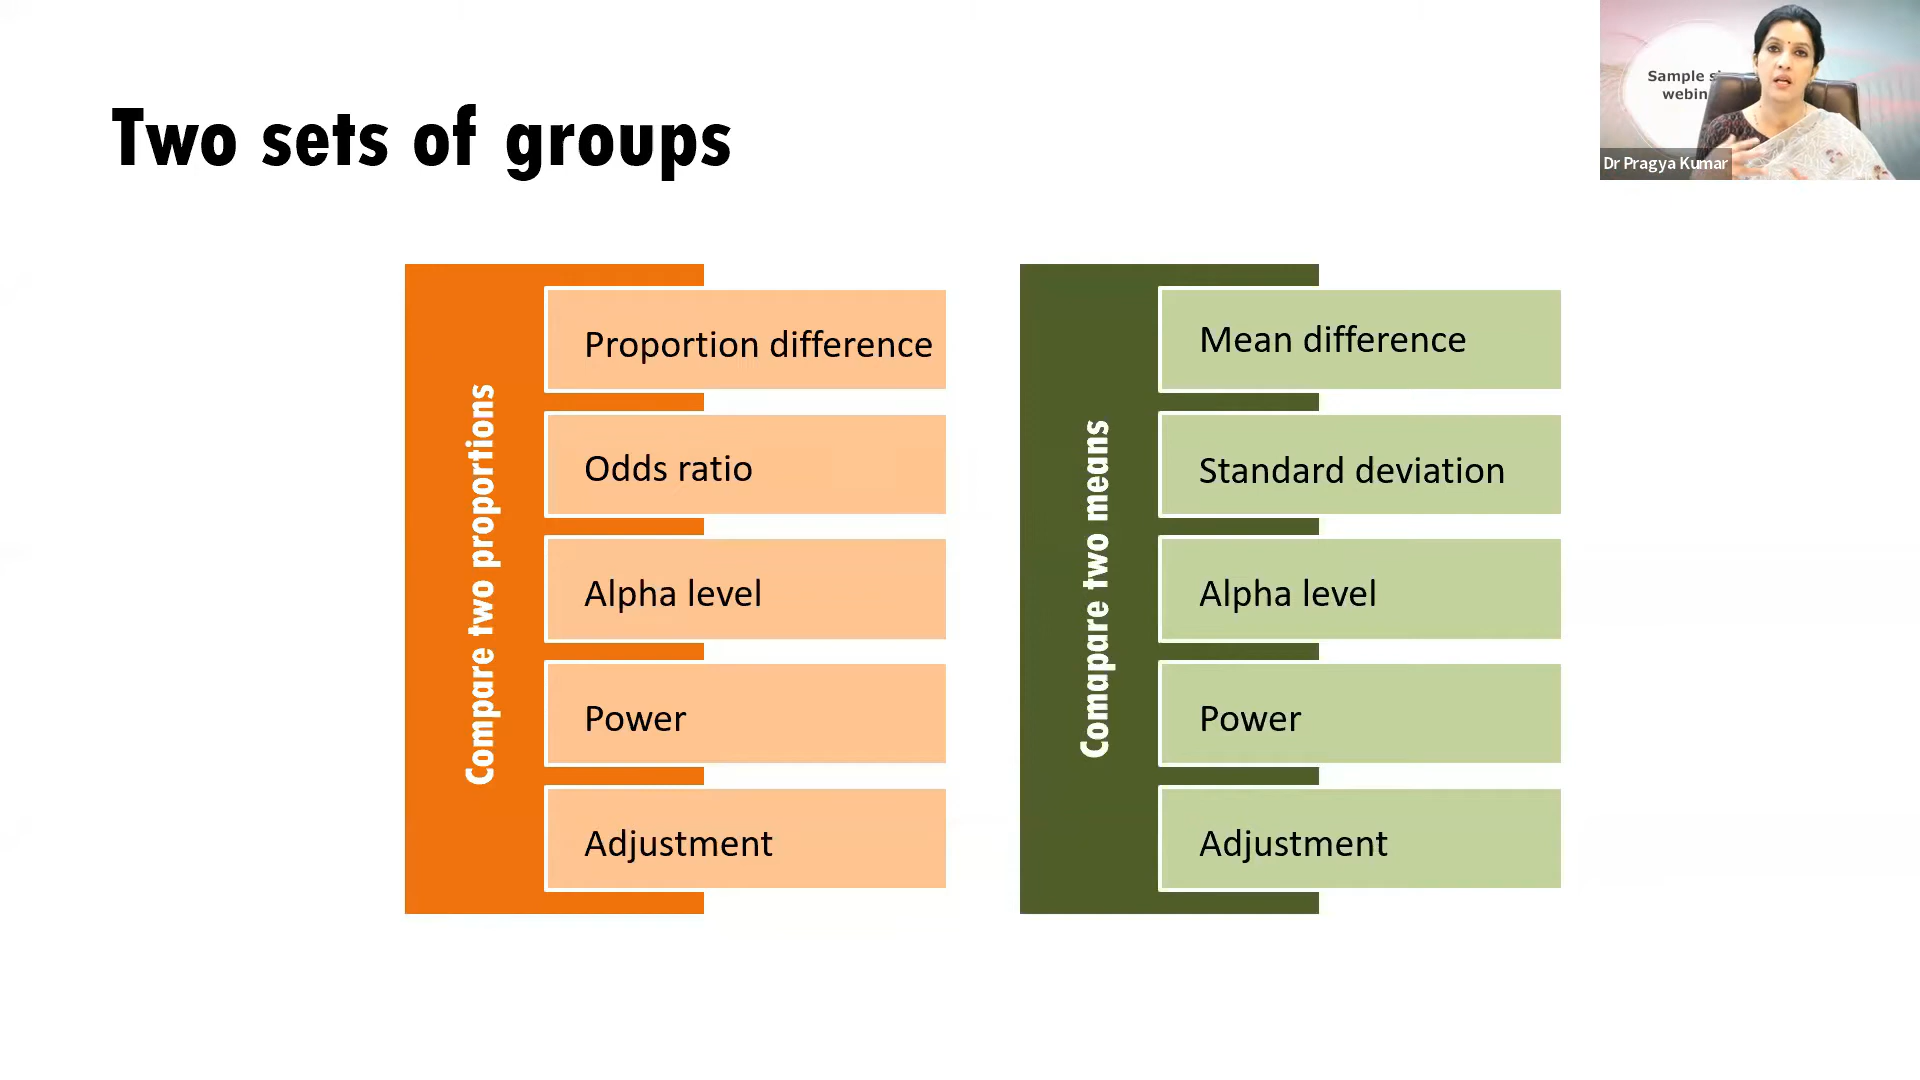 Two sets of groups
Compare two proportions
Proportion difference
Odds ratio
Alpha level
Power
Adjustment
Comapare two means
Mean difference
Standard deviation
Alpha level
Power
Adjustment
Sample
Dr Pragya Kumar